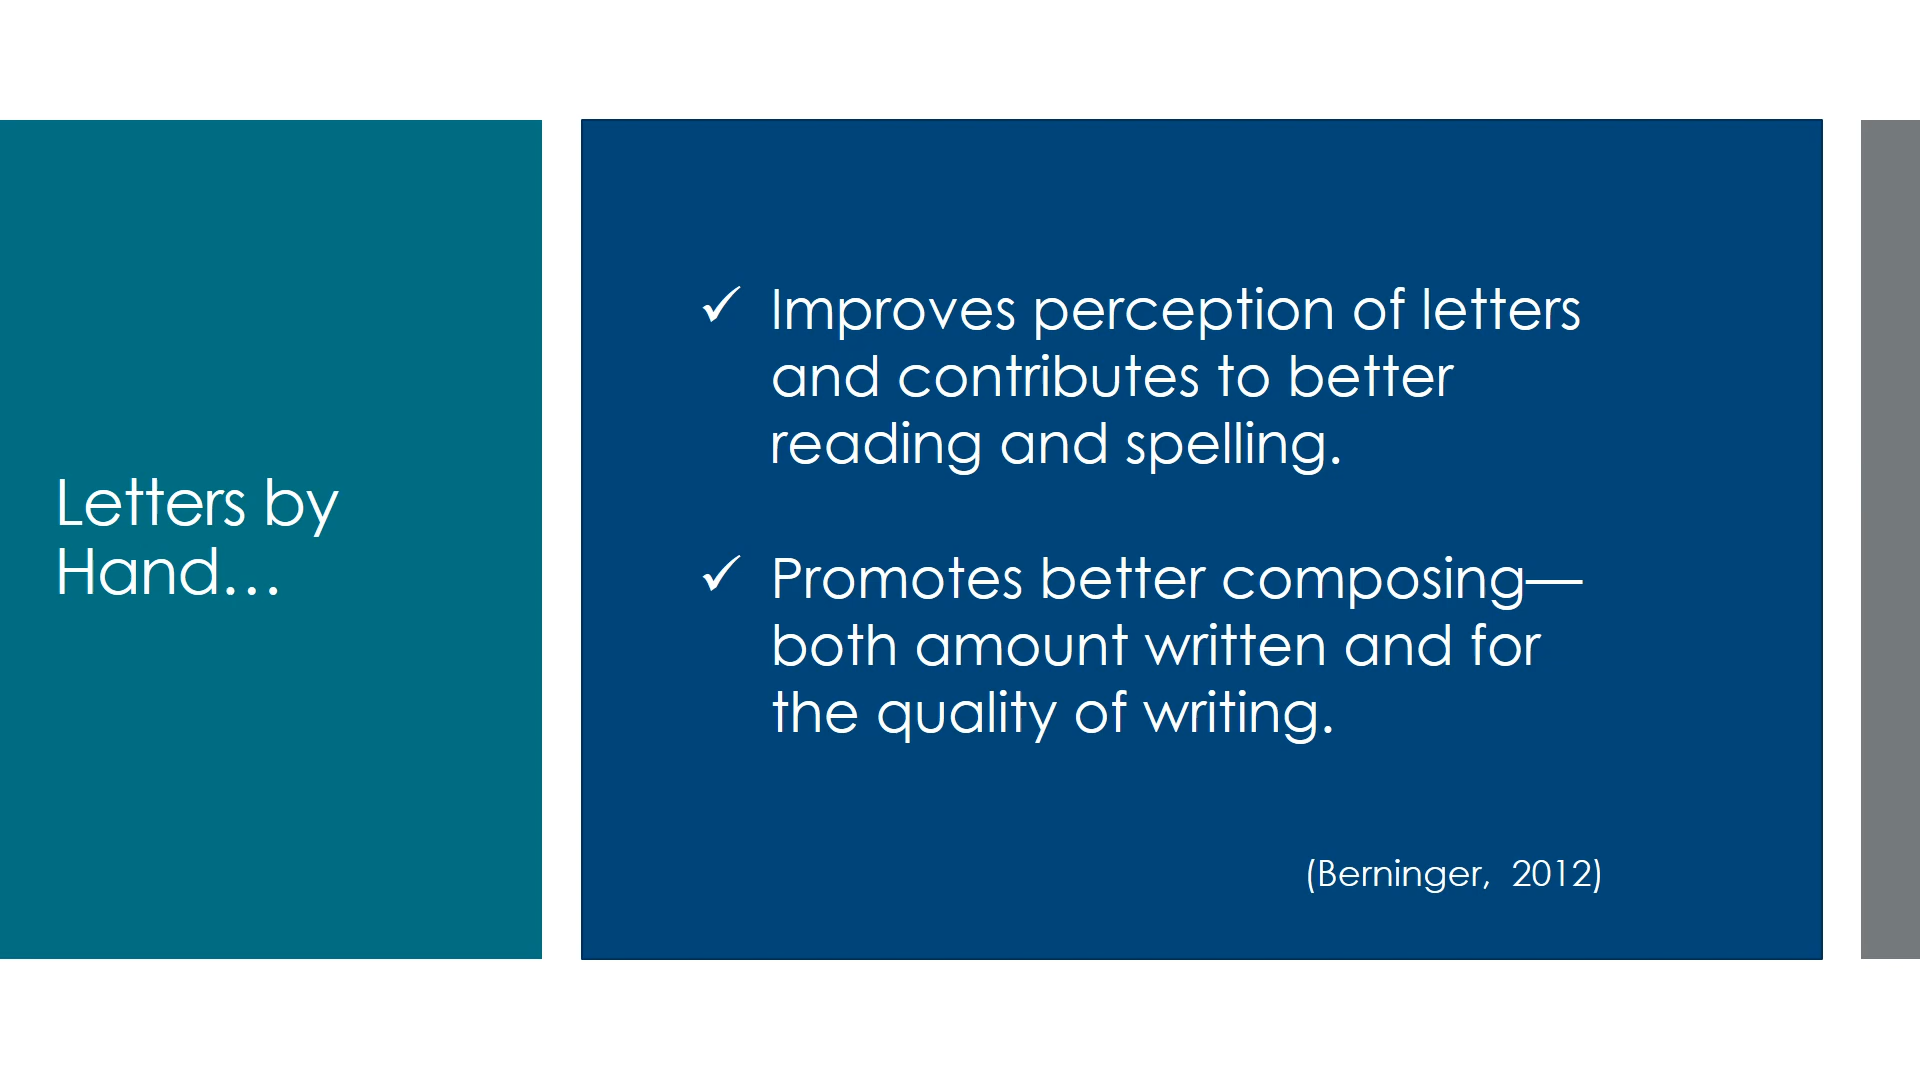 Letters by
Hand…
✓ Improves perception of letters
and contributes to better
reading and spelling.
✓ Promotes better composing—
both amount written and for
the quality of writing.
(Berninger, 2012)